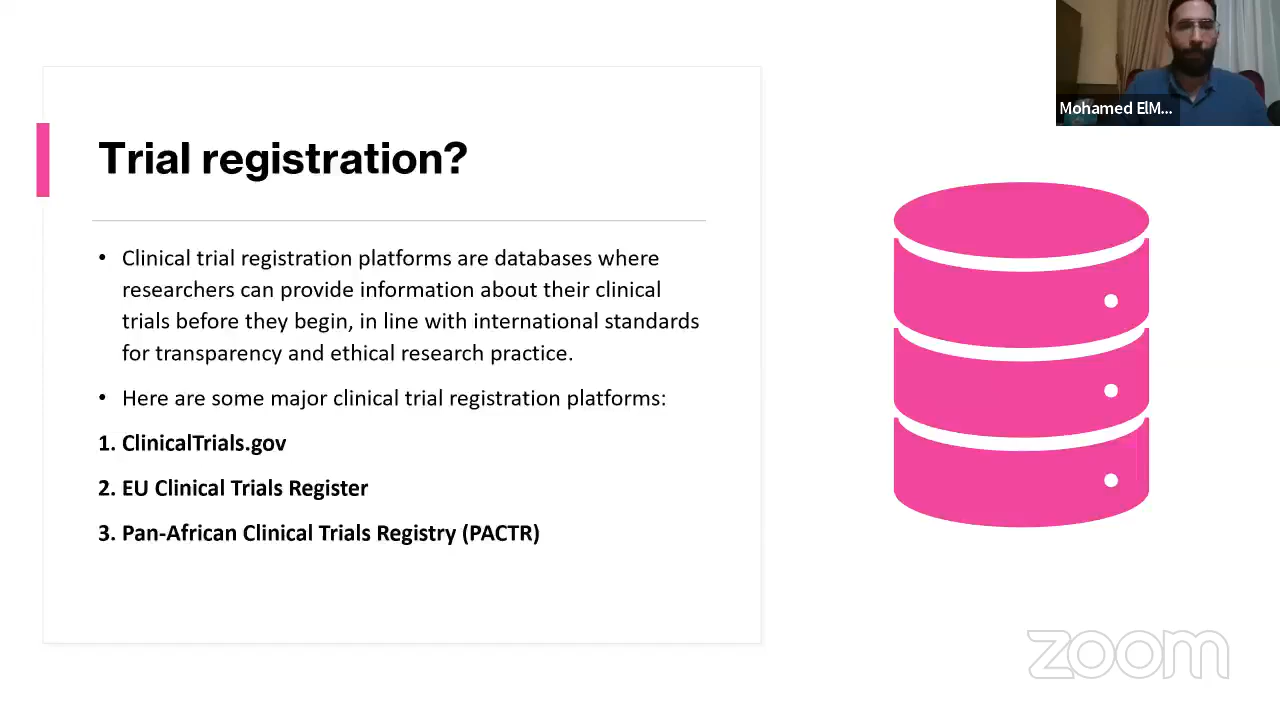 Mohamed ElM...
Trial registration?
• Clinical trial registration platforms are databases where
researchers can provide information about their clinical
trials before they begin, in line with international standards
for transparency and ethical research practice.
• Here are some major clinical trial registration platforms:
1. ClinicalTrials.gov
2. EU Clinical Trials Register
3. Pan-African Clinical Trials Registry (PACTR)
zoom